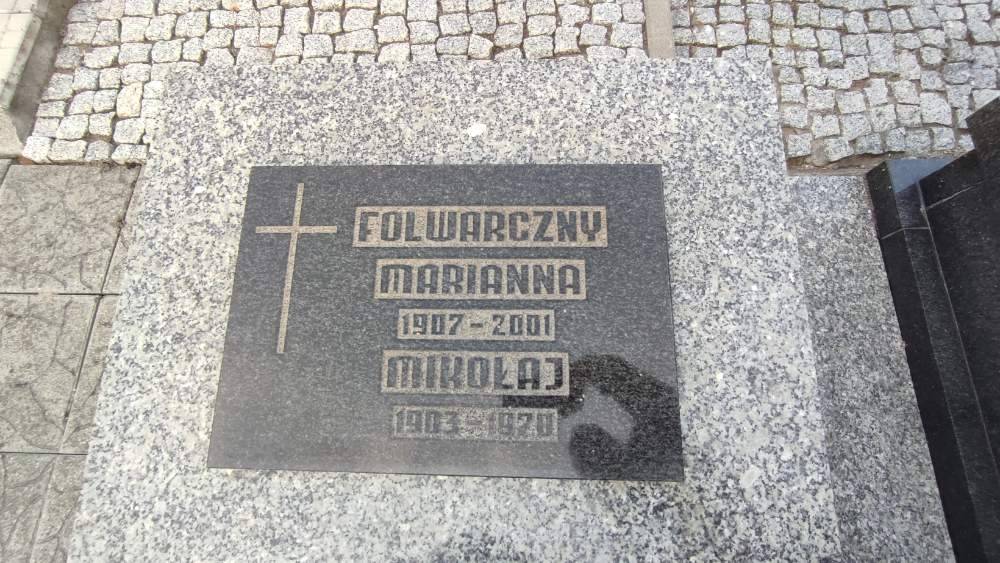 FOLWARCZNY
MARIANNA
1907 - 2001
MIKOŁAJ
1903 - 1970